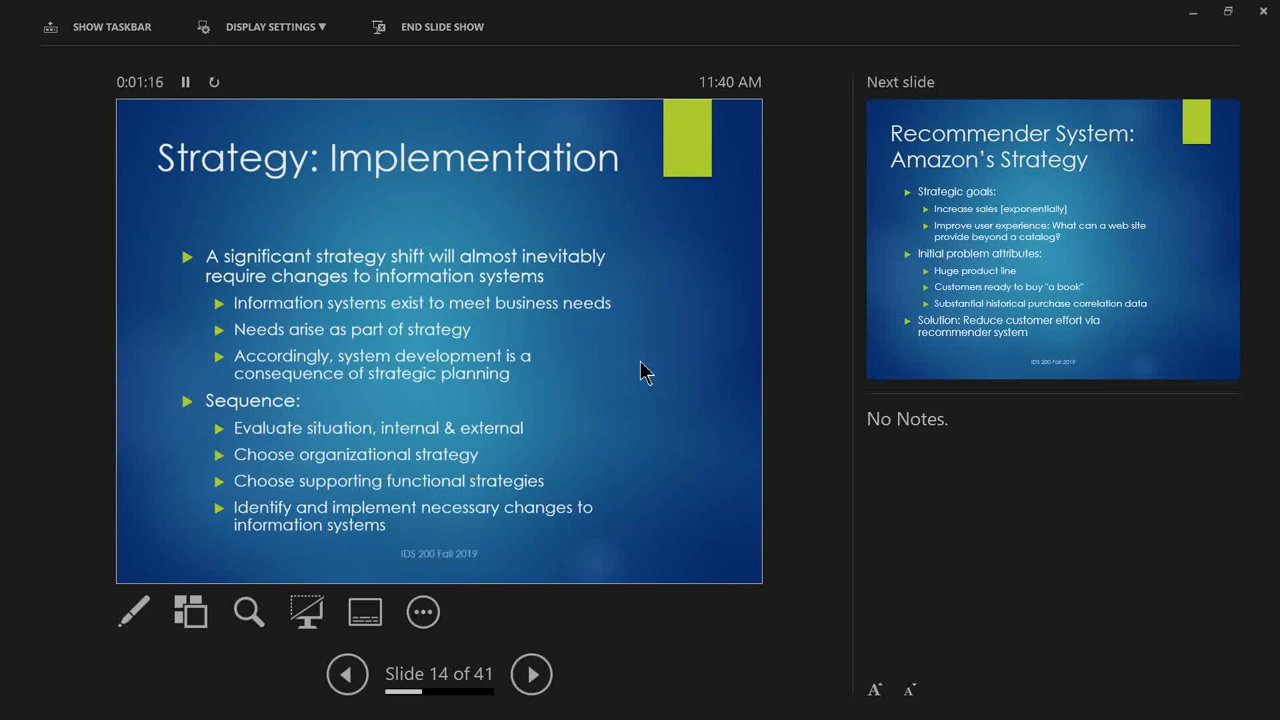 SHOW TASKBAR DISPLAY SETTINGS ▼ END SLIDE SHOW
0:01:16 11:40 AM
Strategy: Implementation
A significant strategy shift will almost inevitably
require changes to information systems
Information systems exist to meet business needs
Needs arise as part of strategy
Accordingly, system development is a
consequence of strategic planning
Sequence:
Evaluate situation, internal & external
Choose organizational strategy
Choose supporting functional strategies
Identify and implement necessary changes to
information systems
IDS 200 Fall 2019
Slide 14 of 41
Next slide
Recommender System:
Amazon's Strategy
Strategic goals:
Increase sales [exponentially]
Improve user experience: What can a web site
provide beyond a catalog?
Initial problem attributes:
Huge product line
Customers ready to buy "a book"
Substantial historical purchase correlation data
Solution: Reduce customer effort via
recommender system
IDS 200 Fall 2019
No Notes.
A A